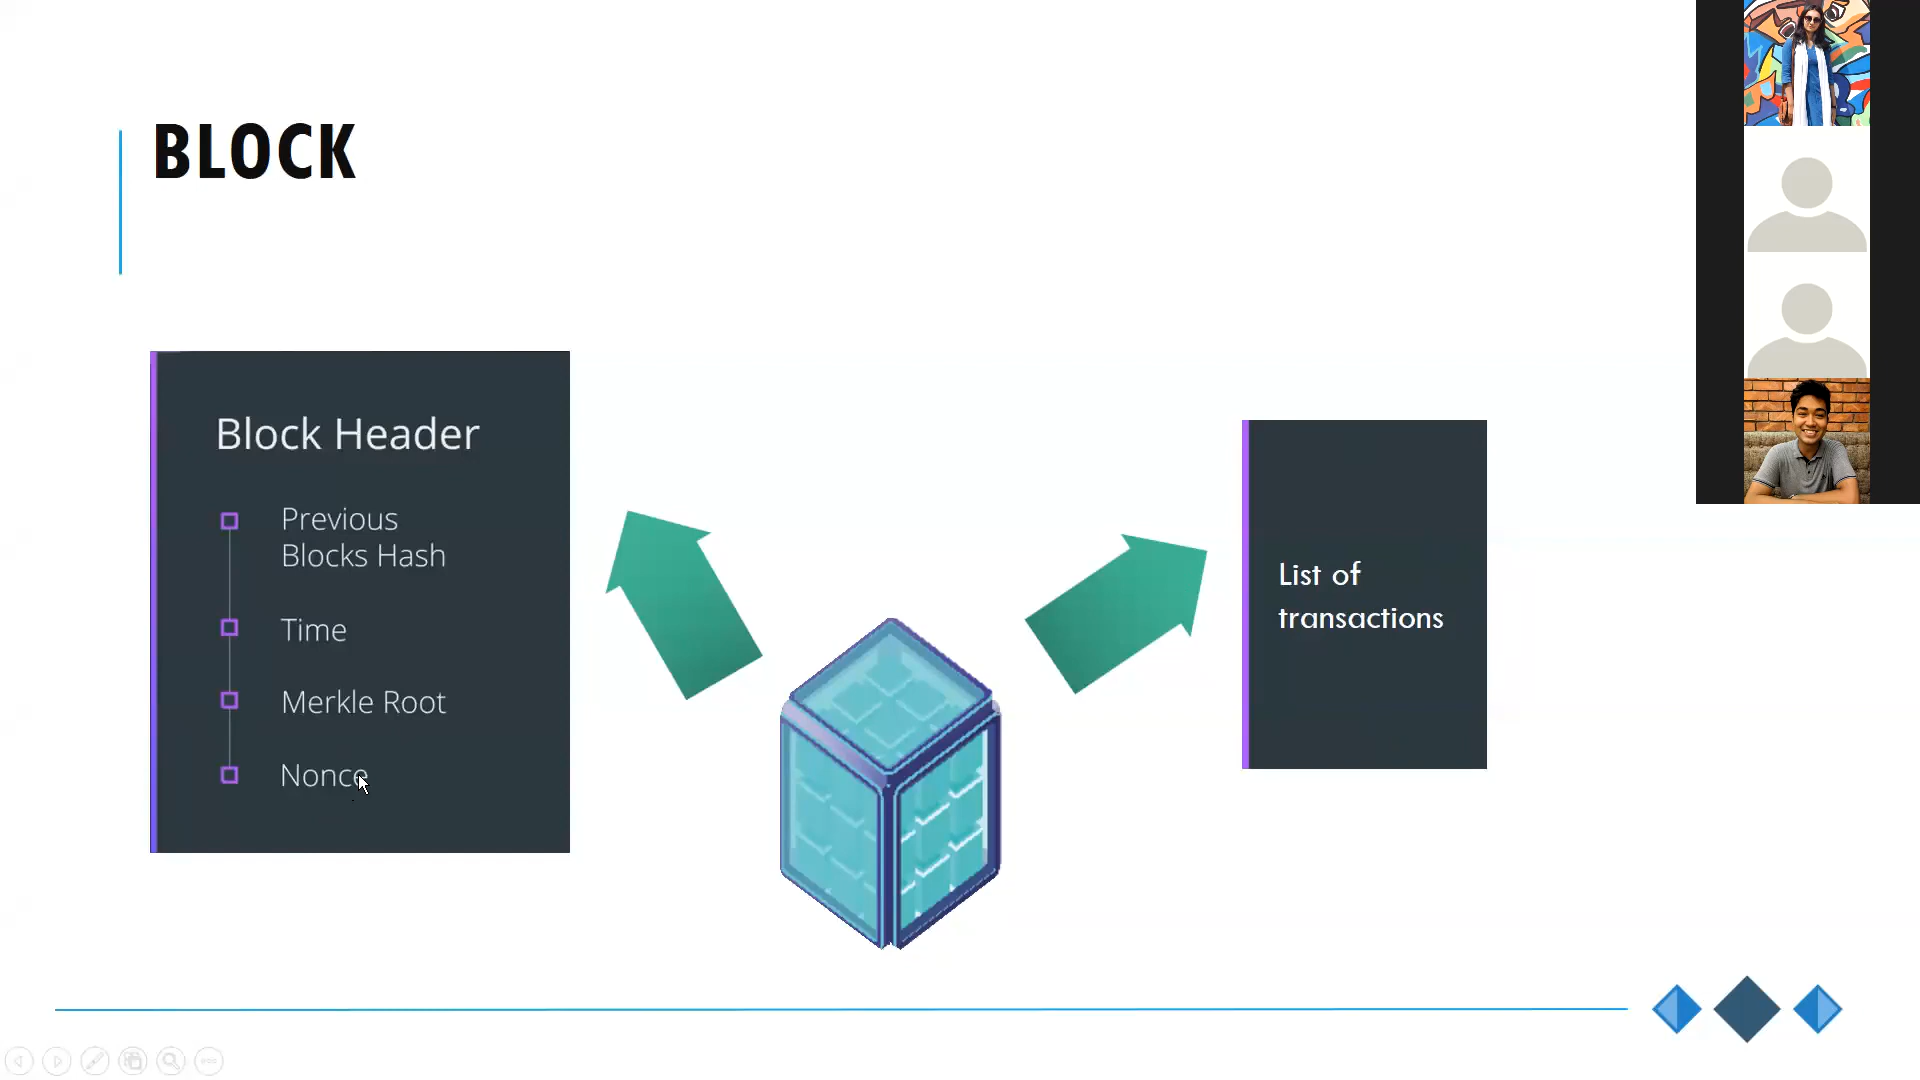 BLOCK
Block Header
Previous
Blocks Hash
Time
Merkle Root
Nonce
List of
transactions